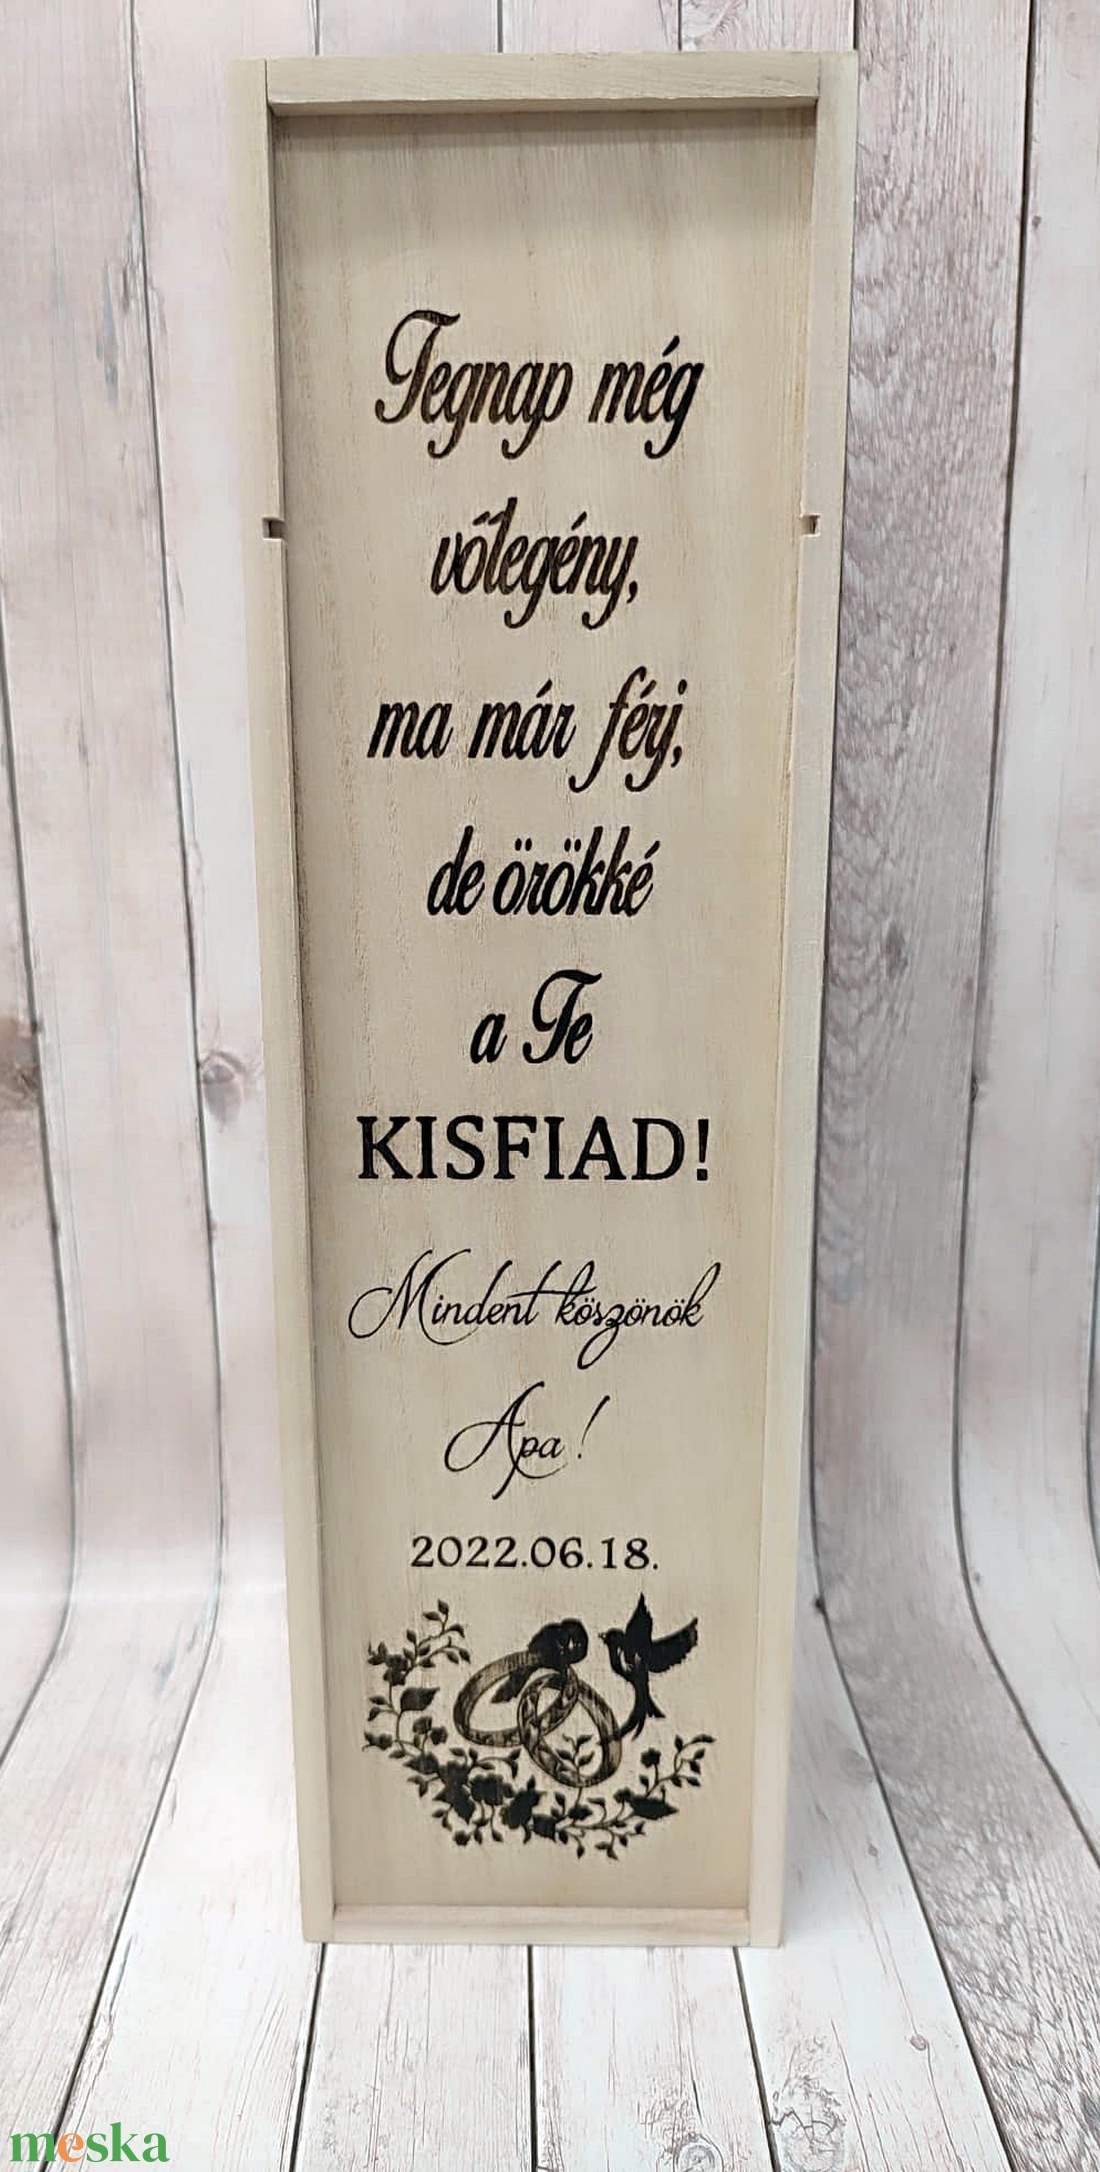 Tegnap még
vőlegény,
ma már férj,
de örökké
a Te
KISFIAD!
Mindent köszönök
Apa!
2022.06.18.
meska